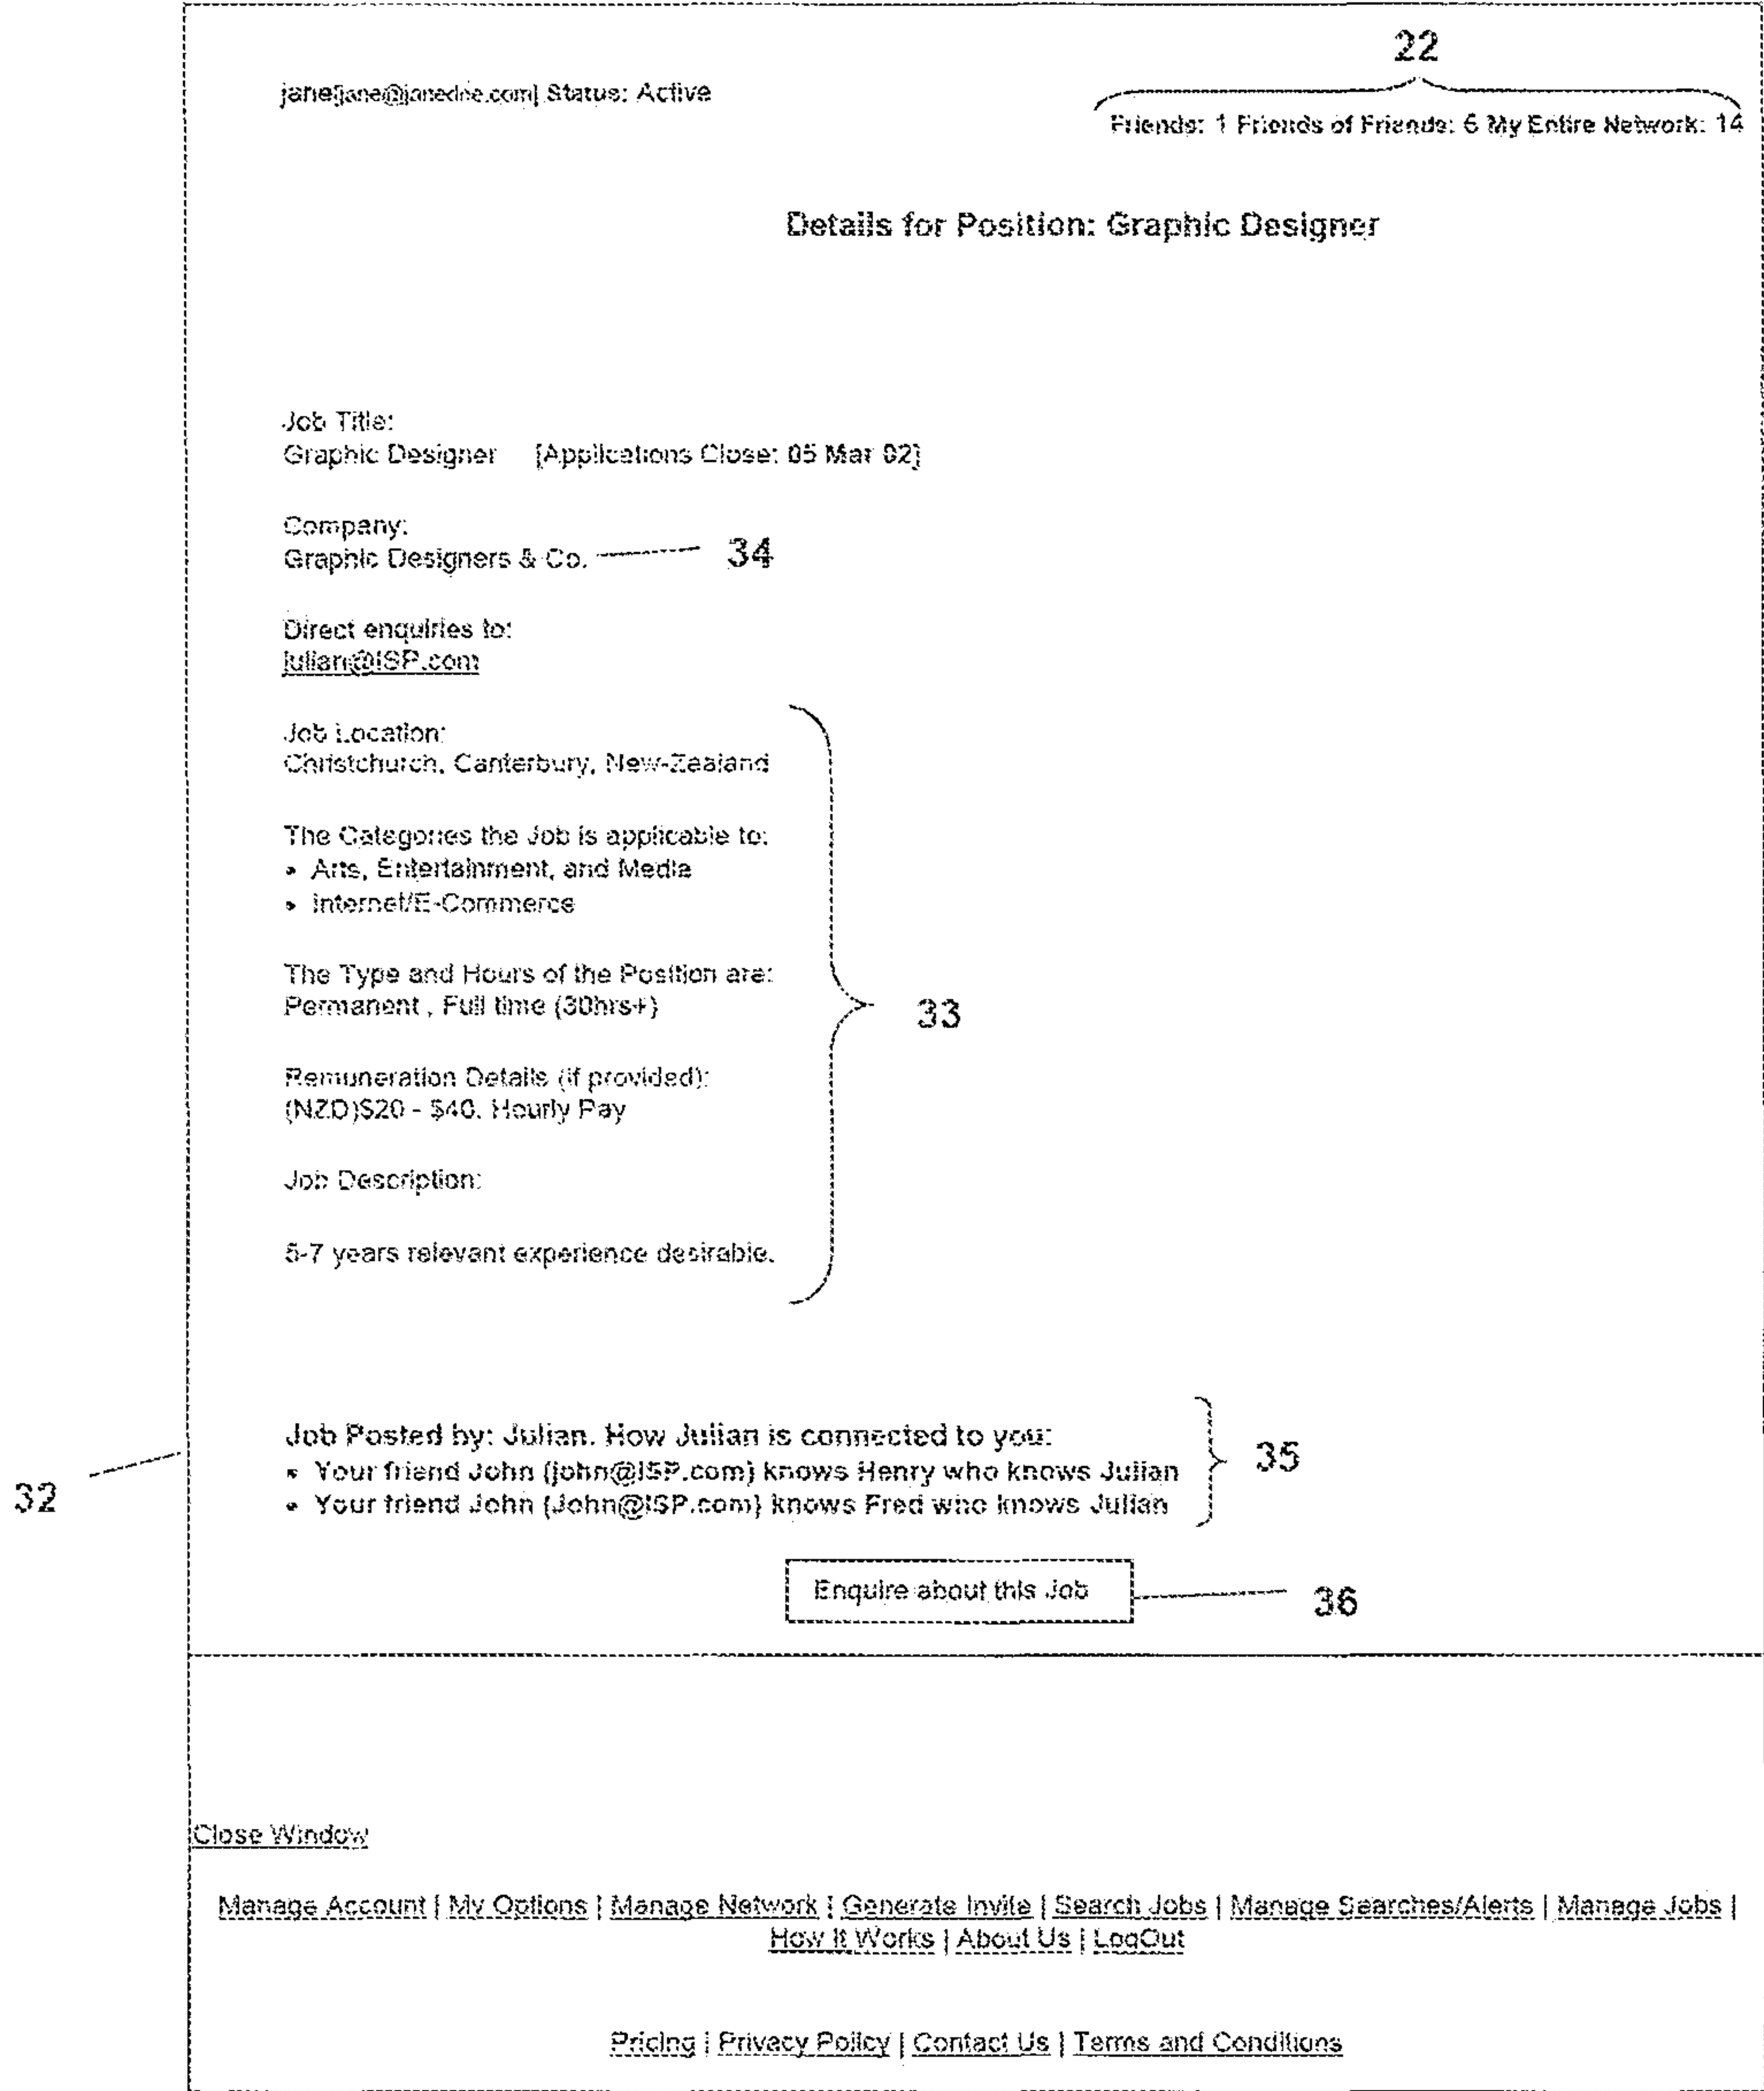 22
jane[jane@janedoe.com] Status: Active
Friends: 1 Friends of Friends: 6 My Entire Network: 14
Details for Position: Graphic Designer
Job Title:
Graphic Designer [Applications Close: 05 Mar 02]
Company:
Graphic Designers & Co. 34
Direct enquiries to:
julian@ISP.com
Job Location:
Christchurch, Canterbury, New-Zealand
The Categories the Job is applicable to:
• Arts, Entertainment, and Media
• Internet/E-Commerce
The Type and Hours of the Position are:
Permanent , Full time (30hrs+)
33
Remuneration Details (if provided):
(NZD)$20 - $40. Hourly Pay
Job Description:
5-7 years relevant experience desirable.
Job Posted by: Julian. How Julian is connected to you:
• Your friend John (john@ISP.com) knows Henry who knows Julian
35
32
• Your friend John (John@ISP.com) knows Fred who knows Julian
Enquire about this Job 36
Close Window
Manage Account | My Options | Manage Network | Generate Invite | Search Jobs | Manage Searches/Alerts | Manage Jobs |
How It Works | About Us | LogOut
Pricing | Privacy Policy | Contact Us | Terms and Conditions